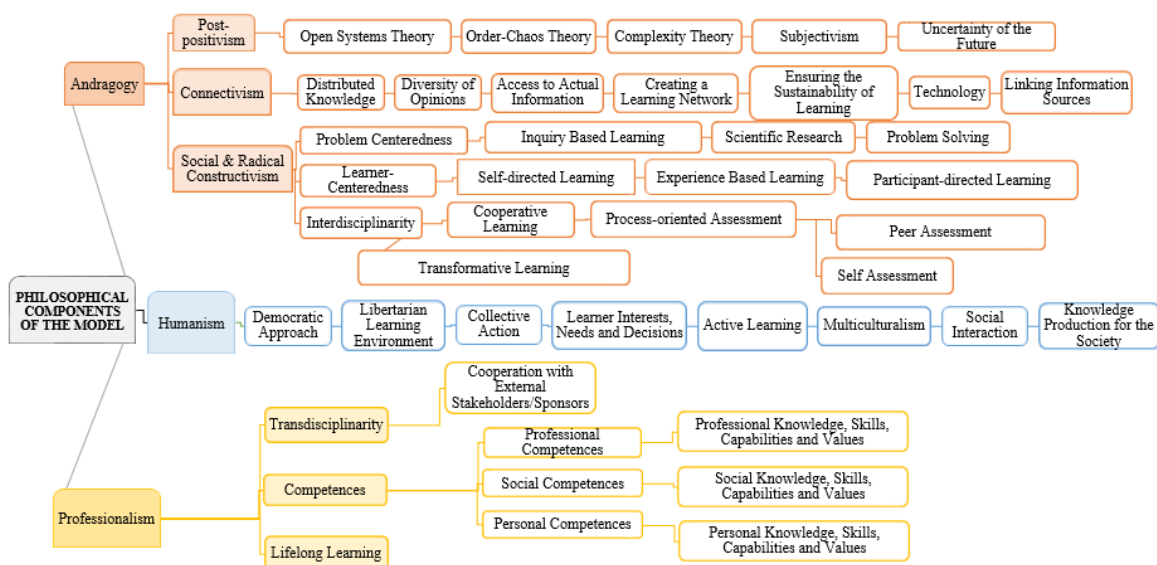 Post-
positivism
Open Systems Theory
Order-Chaos Theory
Complexity Theory
Subjectivism
Uncertainty of the
Future
Andragogy
Connectivism
Distributed
Knowledge
Diversity of
Opinions
Access to Actual
Information
Creating
a Learning Network
Ensuring the
Sustainability of
Learning
Technology
Linking Information
Sources
Social & Radical
Constructivism
Problem Centeredness
Inquiry Based Learning
Scientific Research
Problem Solving
Learner-
Centeredness
Self-directed Learning
Experience Based Learning
Participant-directed Learning
Interdisciplinarity
Cooperative
Learning
Process-oriented Assessment
Peer Assessment
Self Assessment
Transformative Learning
PHILOSOPHICAL
COMPONENTS
OF THE MODEL
Humanism
Democratic
Approach
Libertarian
Learning
Environment
Collective
Action
Learner Interests,
Needs and Decisions
Active Learning
Multiculturalism
Social
Interaction
Knowledge
Production for the
Society
Professionalism
Transdisciplinarity
Cooperation with
External
Stakeholders/Sponsors
Competences
Professional
Competences
Professional Knowledge, Skills,
Capabilities and Values
Social Competences
Social Knowledge, Skills,
Capabilities and Values
Personal Competences
Personal Knowledge, Skills,
Capabilities and Values
Lifelong Learning